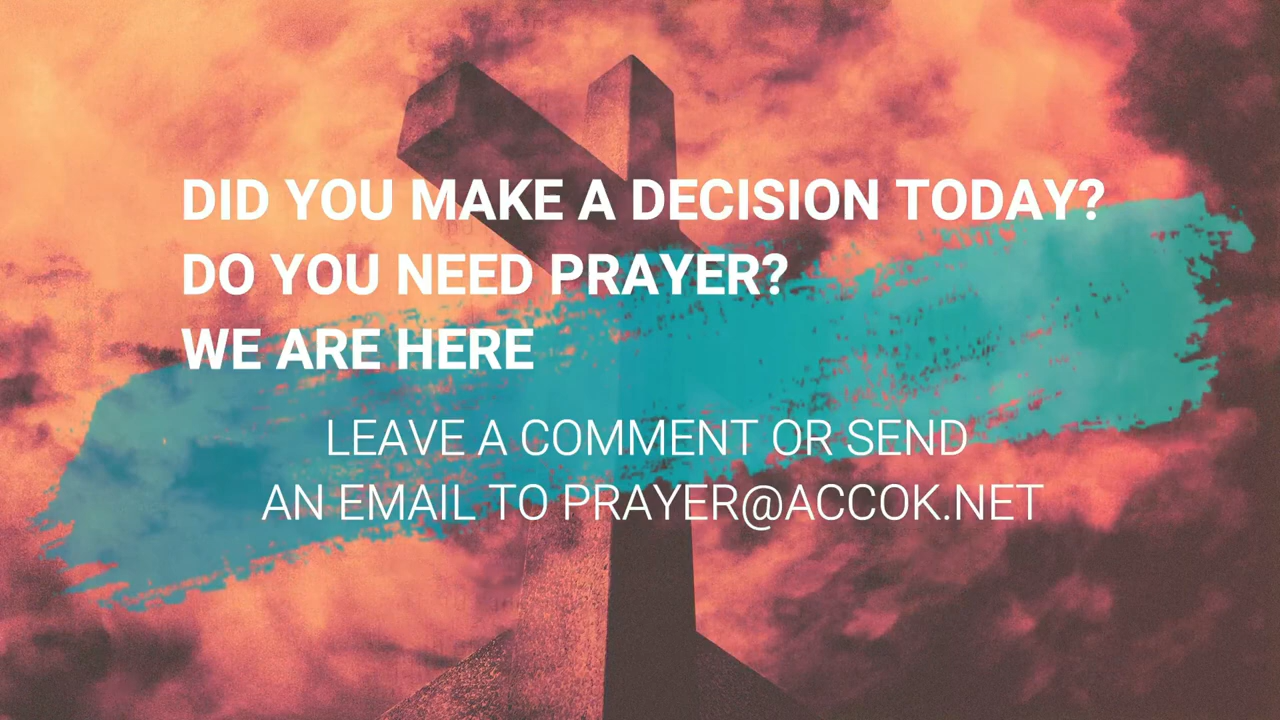 DID YOU MAKE A DECISION TODAY?
DO YOU NEED PRAYER?
WE ARE HERE
LEAVE A COMMENT OR SEND
AN EMAIL TO PRAYER@ACCOK.NET